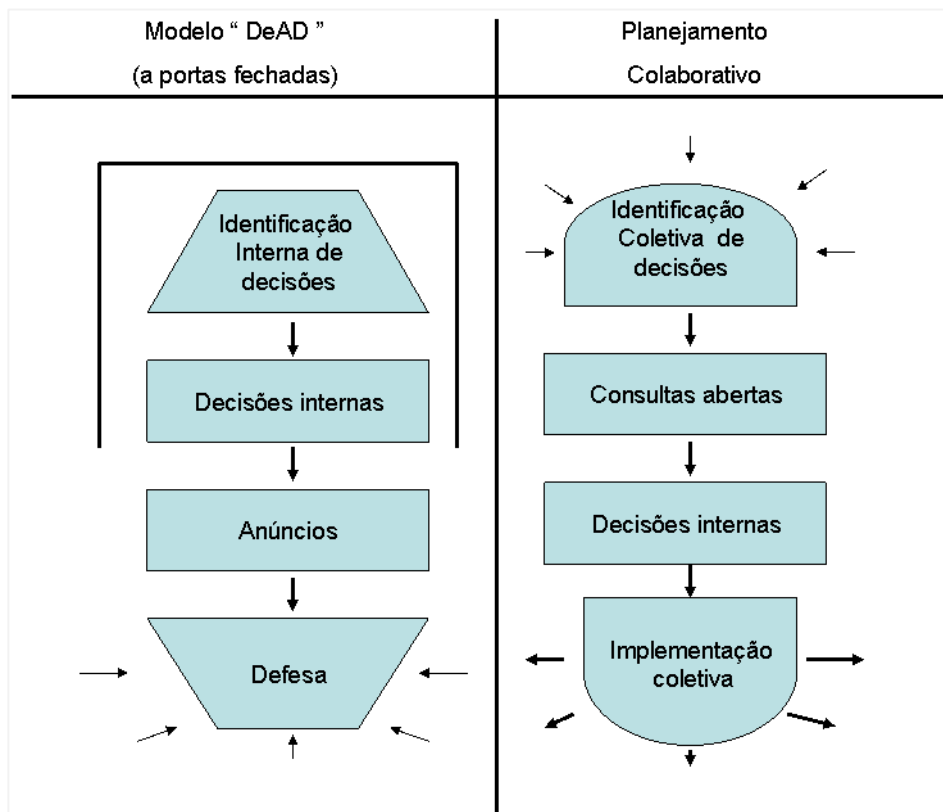 Modelo “ DeAD ”
(a portas fechadas)
Planejamento
Colaborativo
Identificação
Interna de
decisões
Decisões internas
Anúncios
Defesa
Identificação
Coletiva de
decisões
Consultas abertas
Decisões internas
Implementação
coletiva